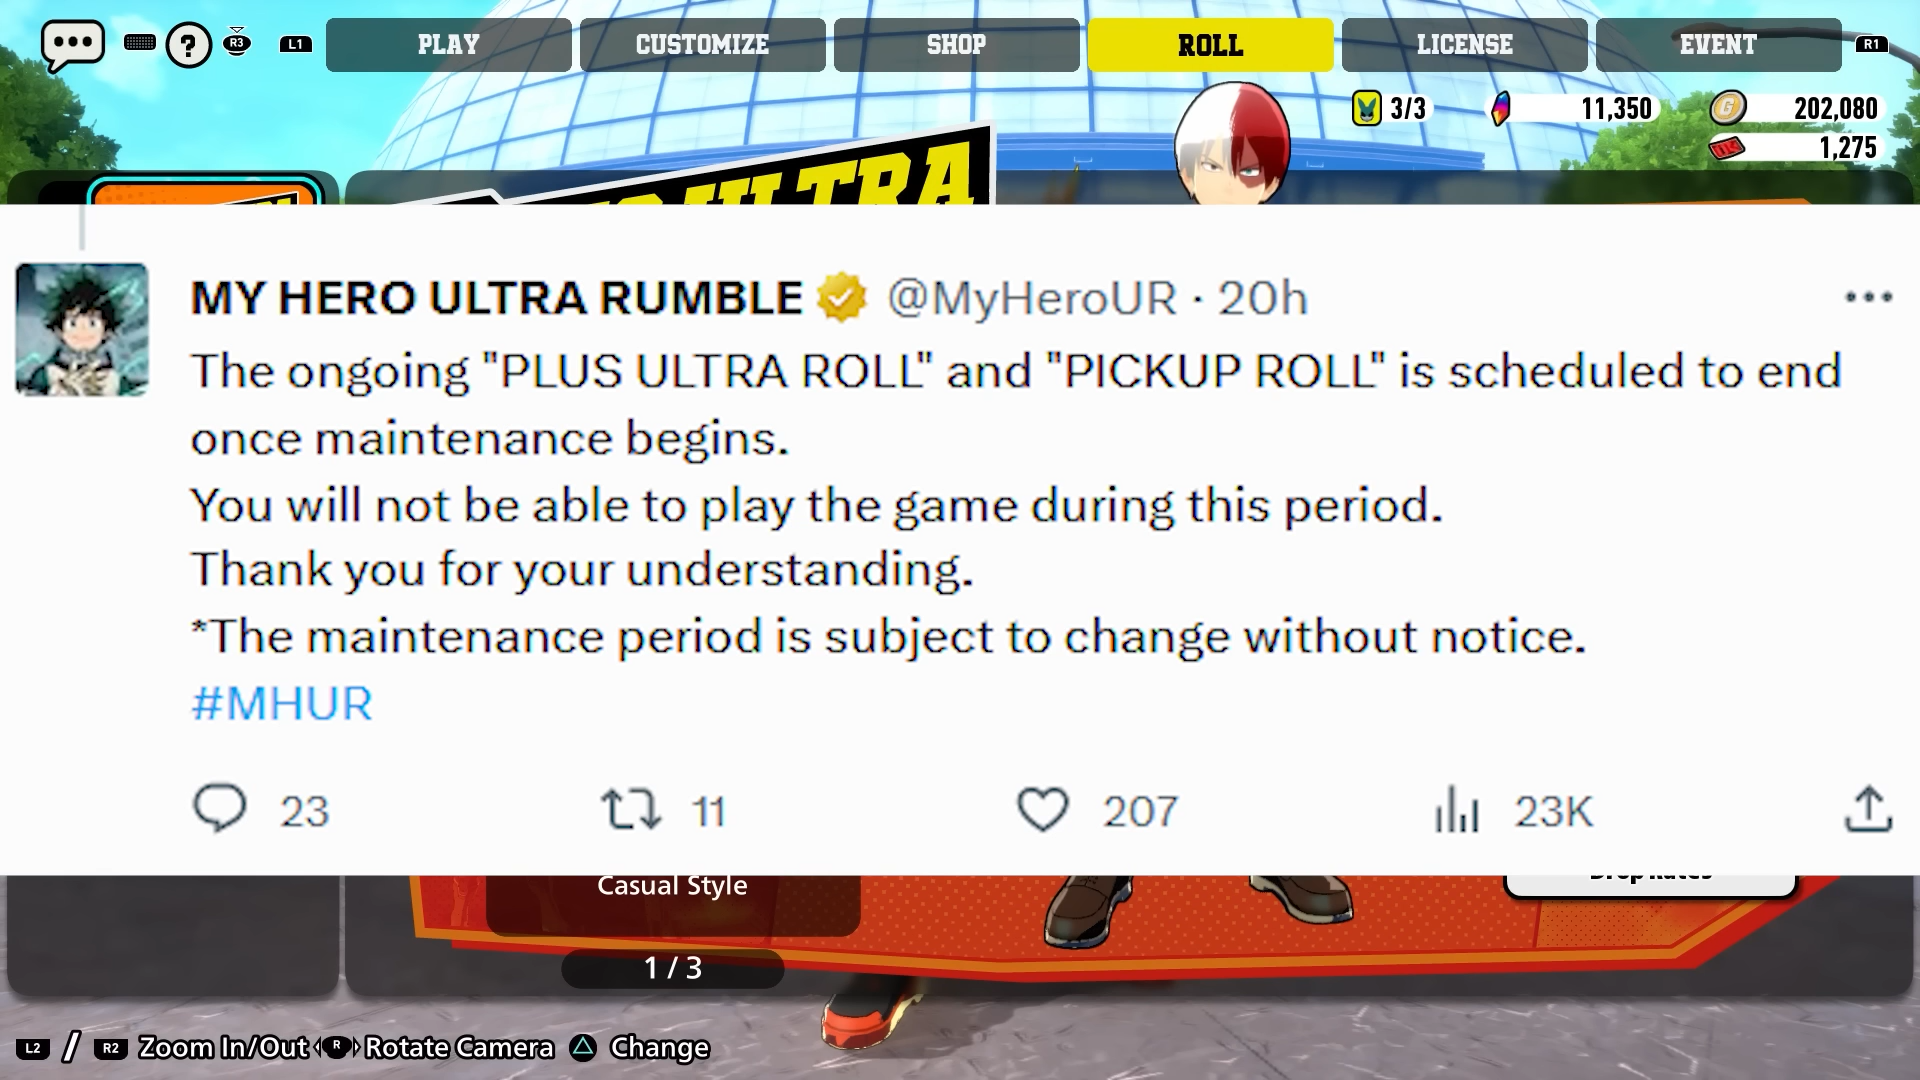 L1 PLAY CUSTOMIZE SHOP ROLL LICENSE EVENT R1
? R3
3/3 11,350 G 202,080
1,275
ULTRA
MY HERO ULTRA RUMBLE @MyHeroUR · 20h
The ongoing "PLUS ULTRA ROLL" and "PICKUP ROLL" is scheduled to end
once maintenance begins.
You will not be able to play the game during this period.
Thank you for your understanding.
*The maintenance period is subject to change without notice.
#MHUR
23 11 207 23K
Casual Style
Drop Rates
1 / 3
L2 / R2 Zoom In/Out R Rotate Camera Change